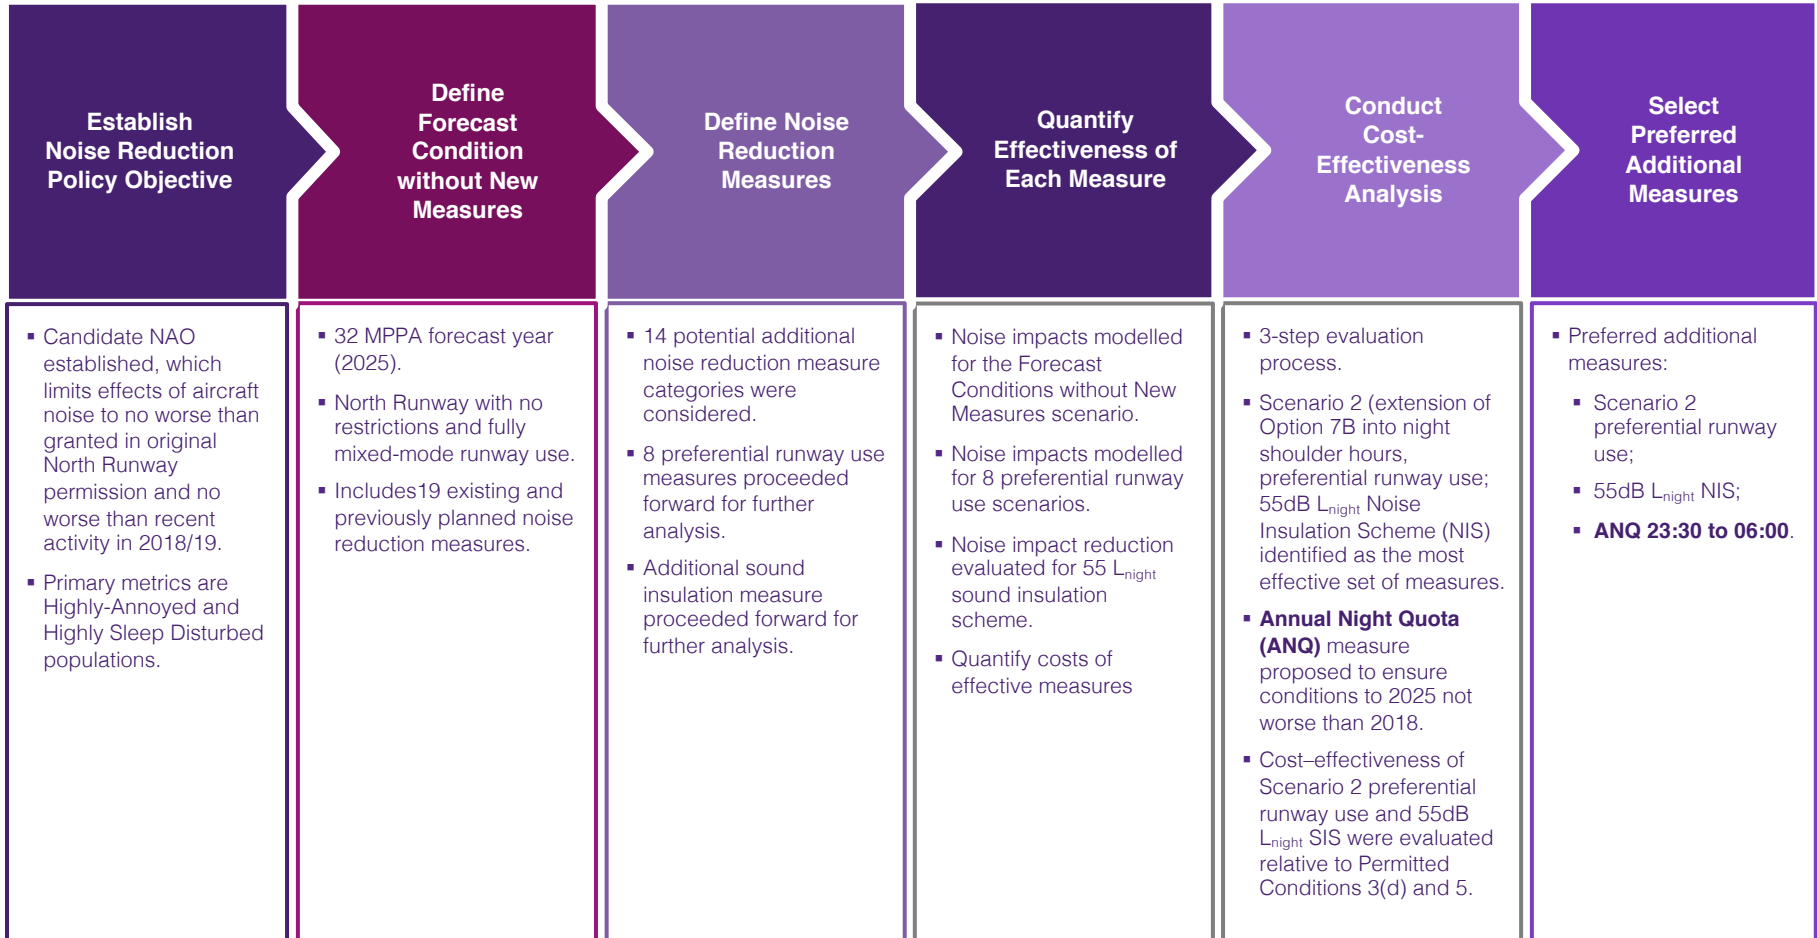 Establish
Noise Reduction
Policy Objective
Define
Forecast
Condition
without New
Measures
Define Noise
Reduction
Measures
Quantify
Effectiveness of
Each Measure
Conduct
Cost-
Effectiveness
Analysis
Select
Preferred
Additional
Measures
▪ Candidate NAO
established, which
limits effects of aircraft
noise to no worse than
granted in original
North Runway
permission and no
worse than recent
activity in 2018/19.
▪ Primary metrics are
Highly-Annoyed and
Highly Sleep Disturbed
populations.
▪ 32 MPPA forecast year
(2025).
▪ North Runway with no
restrictions and fully
mixed-mode runway use.
▪ Includes19 existing and
previously planned noise
reduction measures.
▪ 14 potential additional
noise reduction measure
categories were
considered.
▪ 8 preferential runway use
measures proceeded
forward for further
analysis.
▪ Additional sound
insulation measure
proceeded forward for
further analysis.
▪ Noise impacts modelled
for the Forecast
Conditions without New
Measures scenario.
▪ Noise impacts modelled
for 8 preferential runway
use scenarios.
▪ Noise impact reduction
evaluated for 55 Lnight
sound insulation
scheme.
▪ Quantify costs of
effective measures
▪ 3-step evaluation
process.
▪ Scenario 2 (extension of
Option 7B into night
shoulder hours,
preferential runway use;
55dB Lnight Noise
Insulation Scheme (NIS)
identified as the most
effective set of measures.
▪ Annual Night Quota
(ANQ) measure
proposed to ensure
conditions to 2025 not
worse than 2018.
▪ Cost–effectiveness of
Scenario 2 preferential
runway use and 55dB
Lnight SIS were evaluated
relative to Permitted
Conditions 3(d) and 5.
▪ Preferred additional
measures:
▪ Scenario 2
preferential runway
use;
▪ 55dB Lnight NIS;
▪ ANQ 23:30 to 06:00.